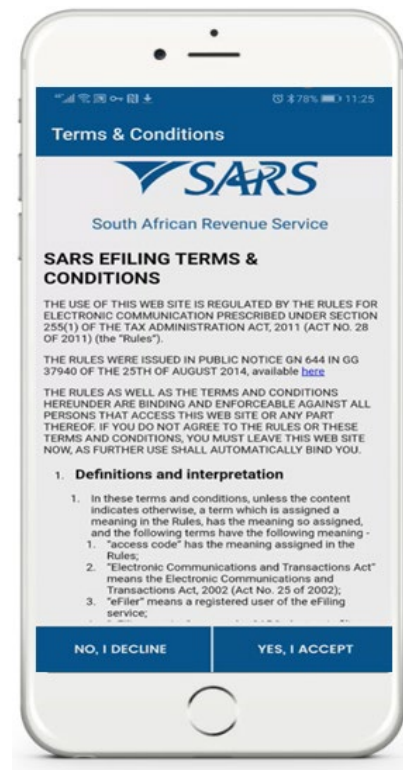 78% 11:25
Terms & Conditions
SARS
South African Revenue Service
SARS EFILING TERMS &
CONDITIONS
THE USE OF THIS WEB SITE IS REGULATED BY THE RULES FOR
ELECTRONIC COMMUNICATION PRESCRIBED UNDER SECTION
255(1) OF THE TAX ADMINISTRATION ACT, 2011 (ACT NO. 28
OF 2011) (the "Rules").
THE RULES WERE ISSUED IN PUBLIC NOTICE GN 644 IN GG
37940 OF THE 25TH OF AUGUST 2014, available here
THE RULES AS WELL AS THE TERMS AND CONDITIONS
HEREUNDER ARE BINDING AND ENFORCEABLE AGAINST ALL
PERSONS THAT ACCESS THIS WEB SITE OR ANY PART
THEREOF. IF YOU DO NOT AGREE TO THE RULES OR THESE
TERMS AND CONDITIONS, YOU MUST LEAVE THIS WEB SITE
NOW, AS FURTHER USE SHALL AUTOMATICALLY BIND YOU.
1. Definitions and interpretation
1. In these terms and conditions, unless the content
indicates otherwise, a term which is assigned a
meaning in the Rules, has the meaning so assigned,
and the following terms have the following meaning -
1. "access code" has the meaning assigned in the
Rules;
2. "Electronic Communications and Transactions Act"
means the Electronic Communications and
Transactions Act, 2002 (Act No. 25 of 2002);
3. "eFiler" means a registered user of the eFiling
service;
NO, I DECLINE
YES, I ACCEPT